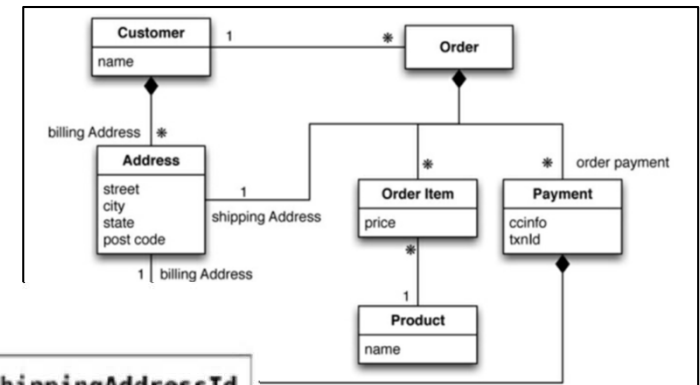 Customer
name
1
*
Order
billing Address
*
Address
street
city
state
post code
1
shipping Address
1
billing Address
*
Order Item
price
*
1
Product
name
*
order payment
Payment
ccinfo
txnId